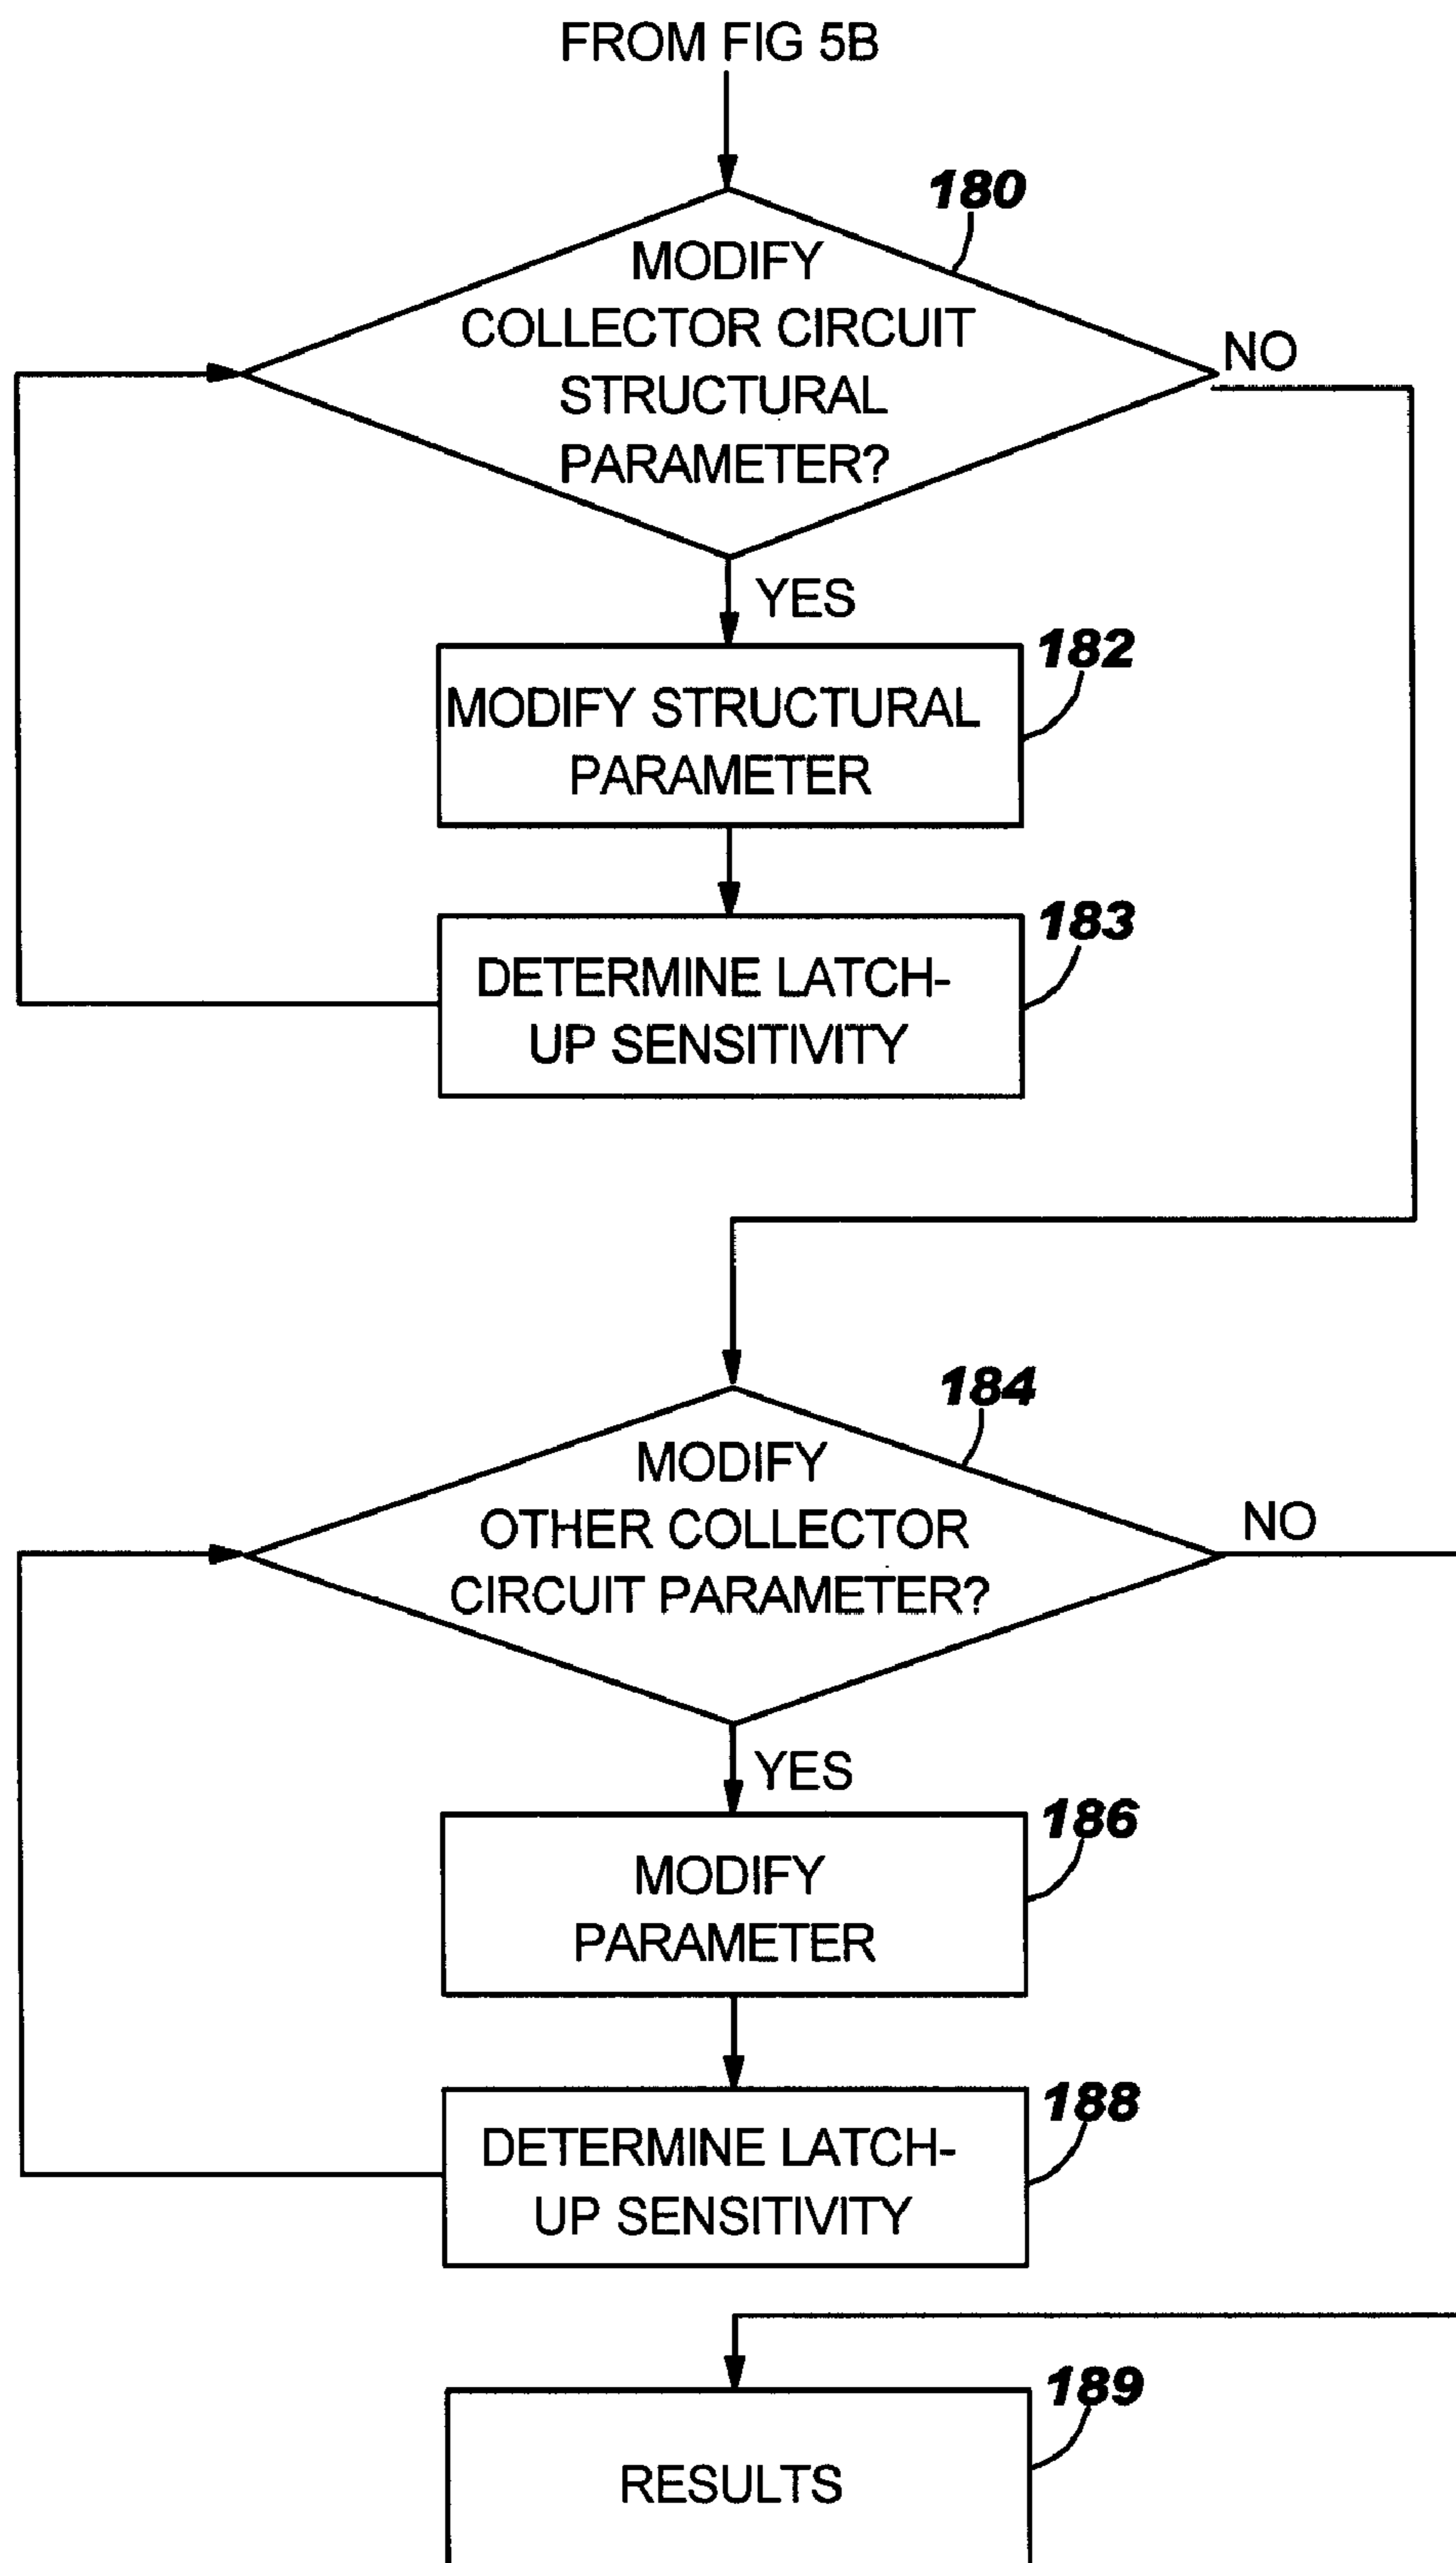 FROM FIG 5B
180
MODIFY
COLLECTOR CIRCUIT
STRUCTURAL
PARAMETER?
NO
YES
182
MODIFY STRUCTURAL
PARAMETER
183
DETERMINE LATCH-
UP SENSITIVITY
184
MODIFY
OTHER COLLECTOR
CIRCUIT PARAMETER?
NO
YES
186
MODIFY
PARAMETER
188
DETERMINE LATCH-
UP SENSITIVITY
189
RESULTS